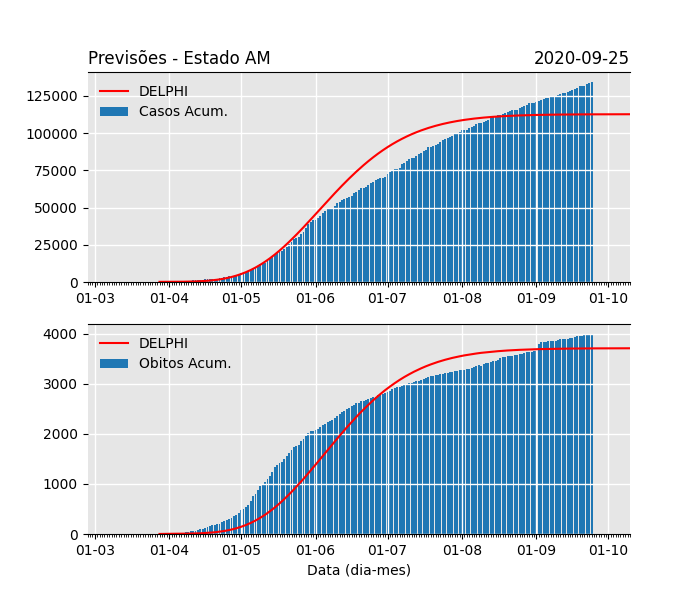 Previsões - Estado AM 2020-09-25
DELPHI
Casos Acum.
125000
100000
75000
50000
25000
0
01-03 01-04 01-05 01-06 01-07 01-08 01-09 01-10
DELPHI
Obitos Acum.
4000
3000
2000
1000
0
01-03 01-04 01-05 01-06 01-07 01-08 01-09 01-10
Data (dia-mes)